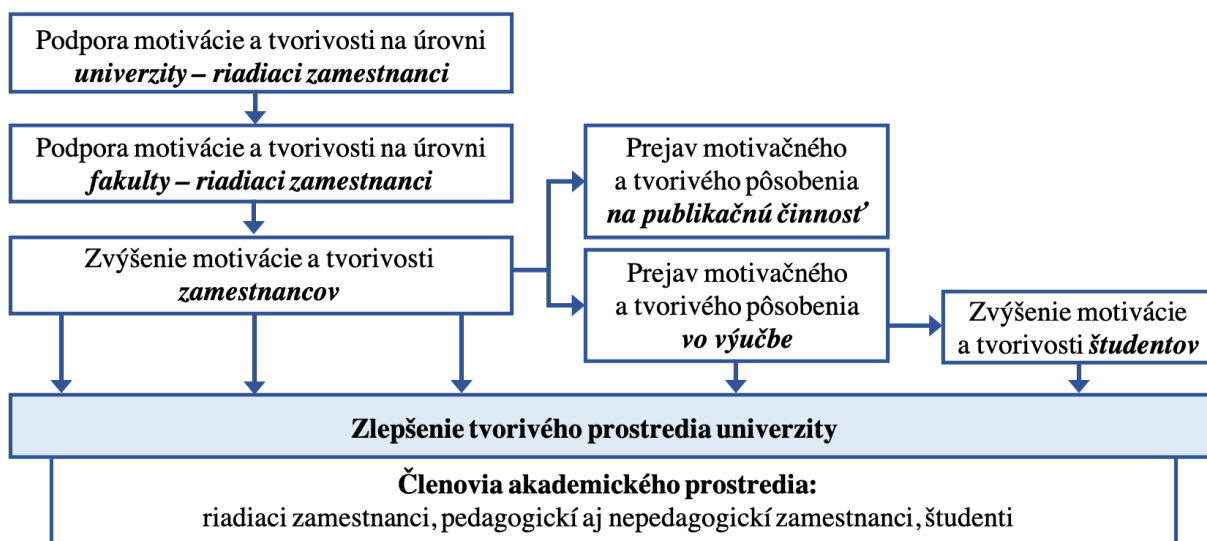 Podpora motivácie a tvorivosti na úrovni
univerzity – riadiaci zamestnanci
Podpora motivácie a tvorivosti na úrovni
fakulty – riadiaci zamestnanci
Zvýšenie motivácie a tvorivosti
zamestnancov
Prejav motivačného
a tvorivého pôsobenia
na publikačnú činnosť
Prejav motivačného
a tvorivého pôsobenia
vo výučbe
Zvýšenie motivácie
a tvorivosti študentov
Zlepšenie tvorivého prostredia univerzity
Členovia akademického prostredia:
riadiaci zamestnanci, pedagogickí aj nepedagogickí zamestnanci, študenti